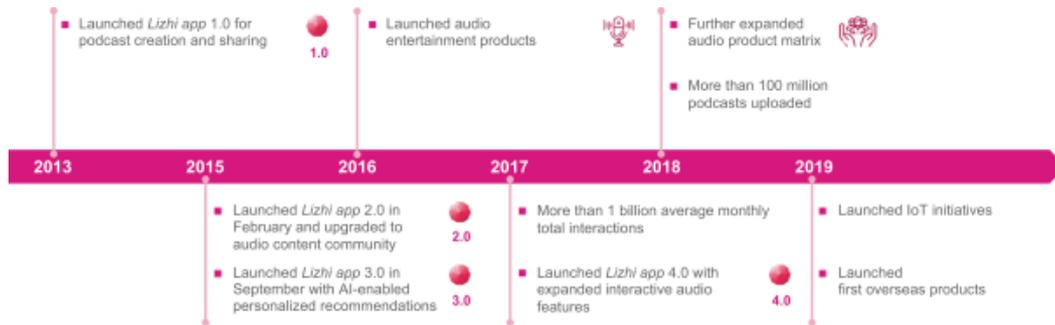 Launched Lizhi app 1.0 for
podcast creation and sharing
1.0
Launched audio
entertainment products
Further expanded
audio product matrix
More than 100 million
podcasts uploaded
2013 2015 2016 2017 2018 2019
Launched Lizhi app 2.0 in
February and upgraded to
audio content community
2.0
Launched Lizhi app 3.0 in
September with AI-enabled
personalized recommendations
3.0
More than 1 billion average monthly
total interactions
Launched Lizhi app 4.0 with
expanded interactive audio
features
4.0
Launched IoT initiatives
Launched
first overseas products